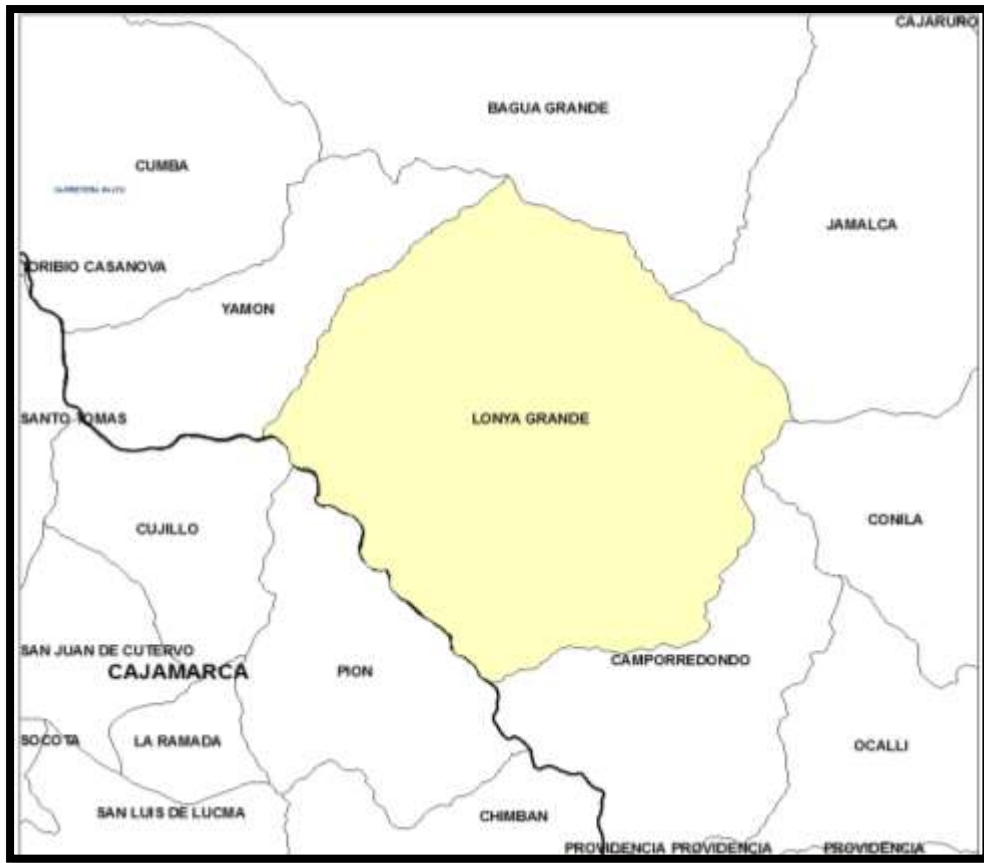 CAJARURO
BAGUA GRANDE
CUMBA
JAMALCA
ORIBIO CASANOVA
YAMON
SANTO TOMAS
LONYA GRANDE
CUJILLO
CONILA
SAN JUAN DE CUTERVO
CAJAMARCA
PION
CAMPORREDONDO
SOCOTA
LA RAMADA
OCALLI
SAN LUIS DE LUCMA
CHIMBAN
PROVIDENCIA PROVIDENCIA
PROVIDENCIA